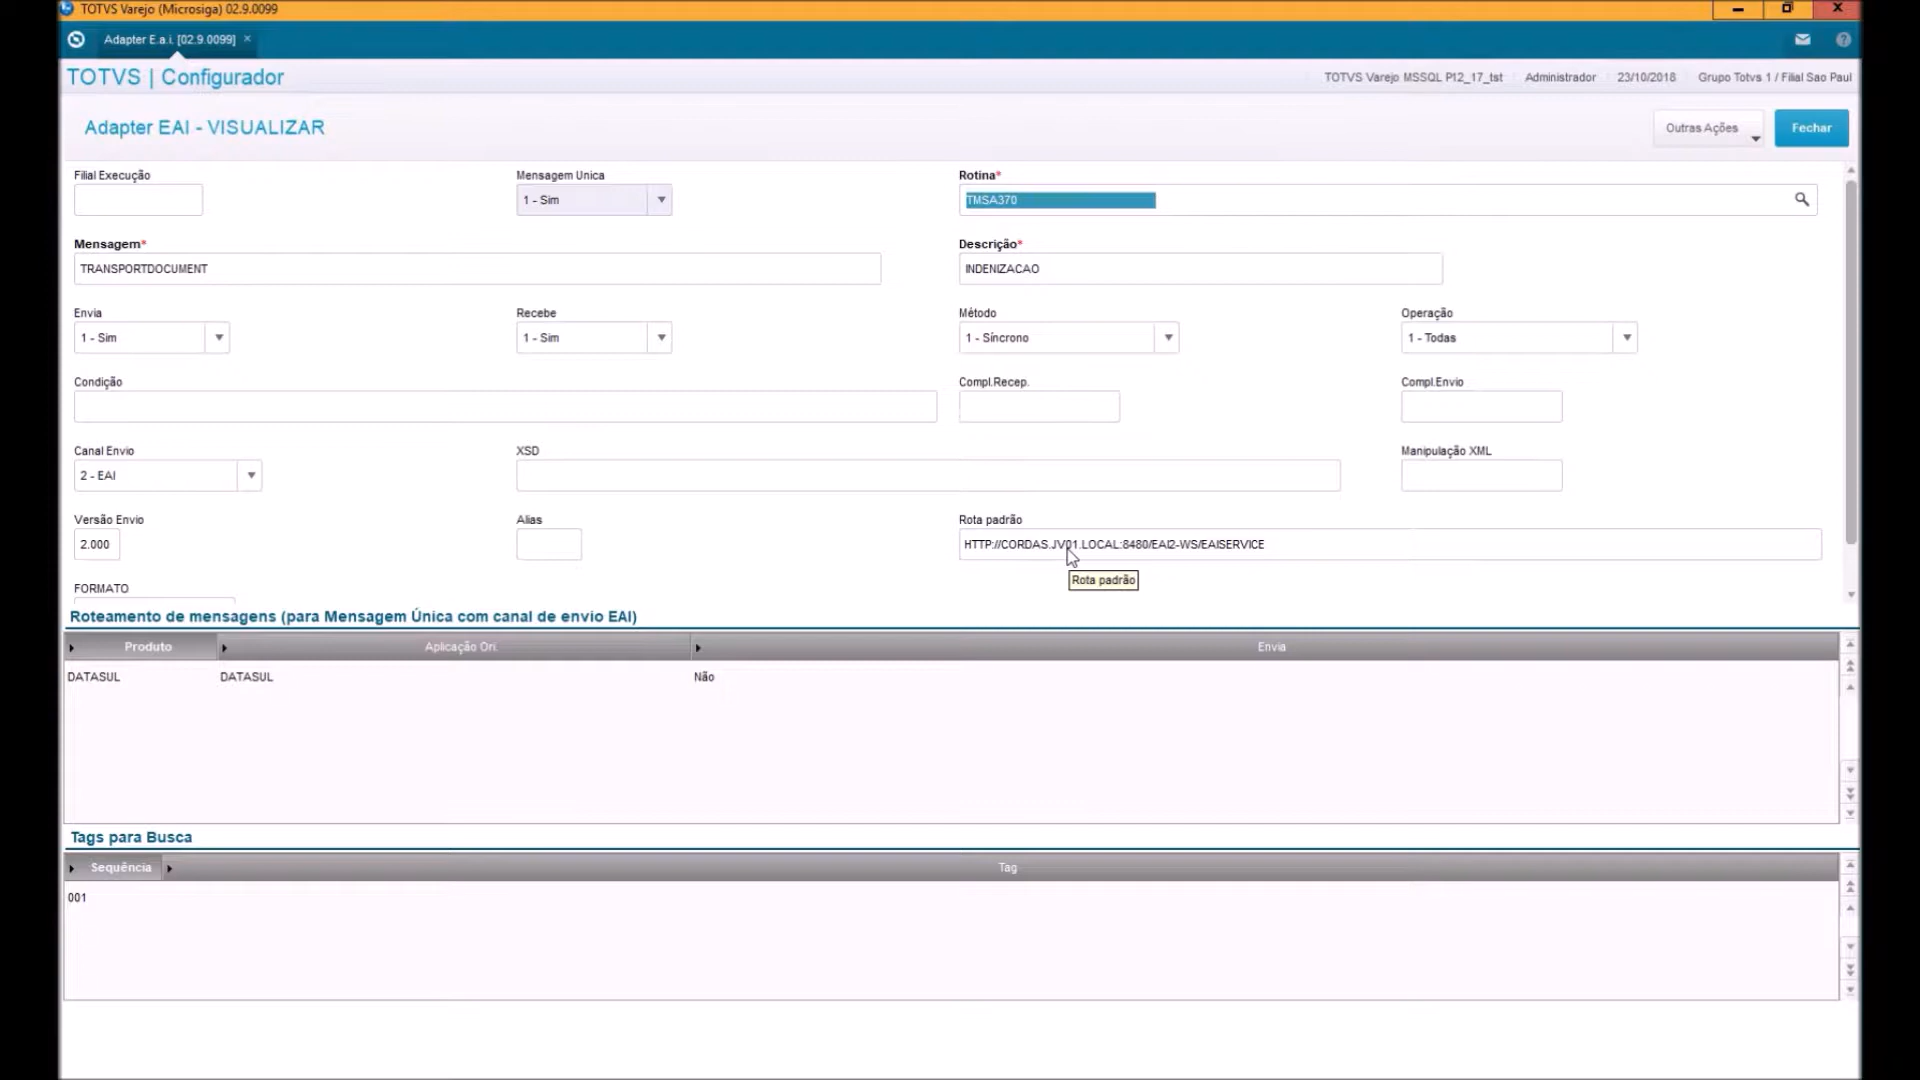 TOTVS Varejo (Microsiga) 02.9.0099
Adapter E.a.i. [02.9.0099]
TOTVS | Configurador
TOTVS Varejo MSSQL P12_17_tst Administrador 23/10/2018 Grupo Totvs 1 / Filial Sao Paul
Adapter EAI - VISUALIZAR
Outras Ações
Fechar
Filial Execução
Mensagem Unica
Rotina*
1 - Sim
TMSA370
Mensagem*
Descrição*
TRANSPORTDOCUMENT
INDENIZACAO
Envia
Recebe
Método
Operação
1 - Sim
1 - Sim
1 - Síncrono
1 - Todas
Condição
Compl.Recep.
Compl.Envio
Canal Envio
XSD
Manipulação XML
2 - EAI
Versão Envio
Alias
Rota padrão
2.000
HTTP://CORDAS.JV01.LOCAL:8480/EAI2-WS/EAISERVICE
Rota padrão
FORMATO
Roteamento de mensagens (para Mensagem Única com canal de envio EAI)
Produto
Aplicação Ori.
Envia
DATASUL
DATASUL
Não
Tags para Busca
Sequência
Tag
001